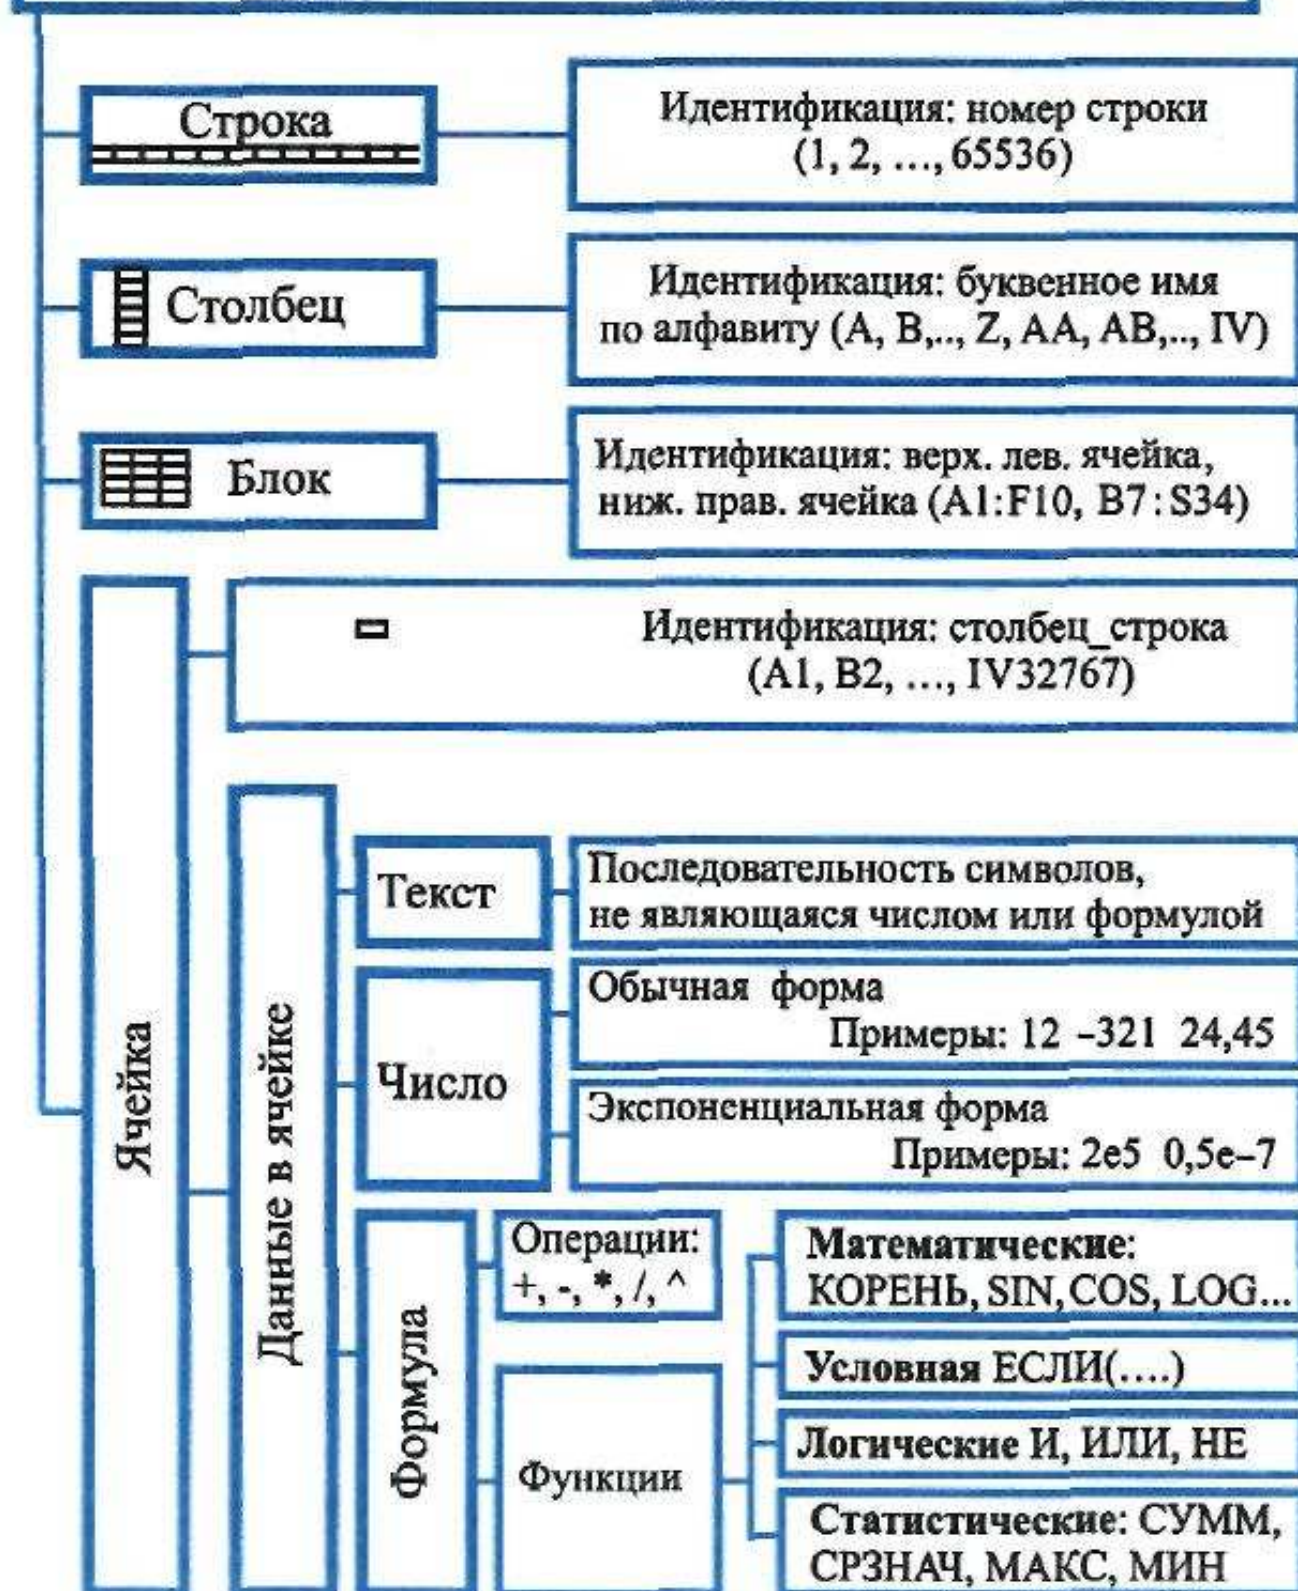 Строка
Идентификация: номер строки
(1, 2, …, 65536)
Столбец
Идентификация: буквенное имя
по алфавиту (A, B,.., Z, AA, AB,.., IV)
Блок
Идентификация: верх. лев. ячейка,
ниж. прав. ячейка (A1:F10, B7:S34)
Ячейка
Идентификация: столбец_строка
(A1, B2, …, IV32767)
Данные в ячейке
Текст
Последовательность символов,
не являющаяся числом или формулой
Число
Обычная форма
Примеры: 12 –321 24,45
Экспоненциальная форма
Примеры: 2e5 0,5e–7
Формула
Операции:
+, -, *, /, ^
Функции
Математические:
КОРЕНЬ, SIN, COS, LOG...
Условная ЕСЛИ(....)
Логические И, ИЛИ, НЕ
Статистические: СУММ,
СРЗНАЧ, МАКС, МИН